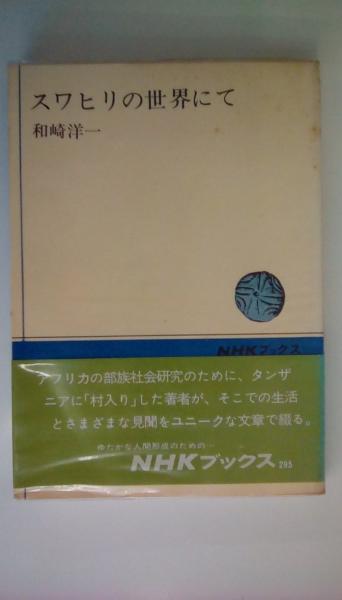 スワヒリの世界にて
和崎洋一
NHKブックス
アフリカの部族社会研究のために、タンザ
ニアに「村入り」した著者が、そこでの生活
とさまざまな見聞をユニークな文章で綴る。
ゆたかな人間形成のための…
NHKブックス 295